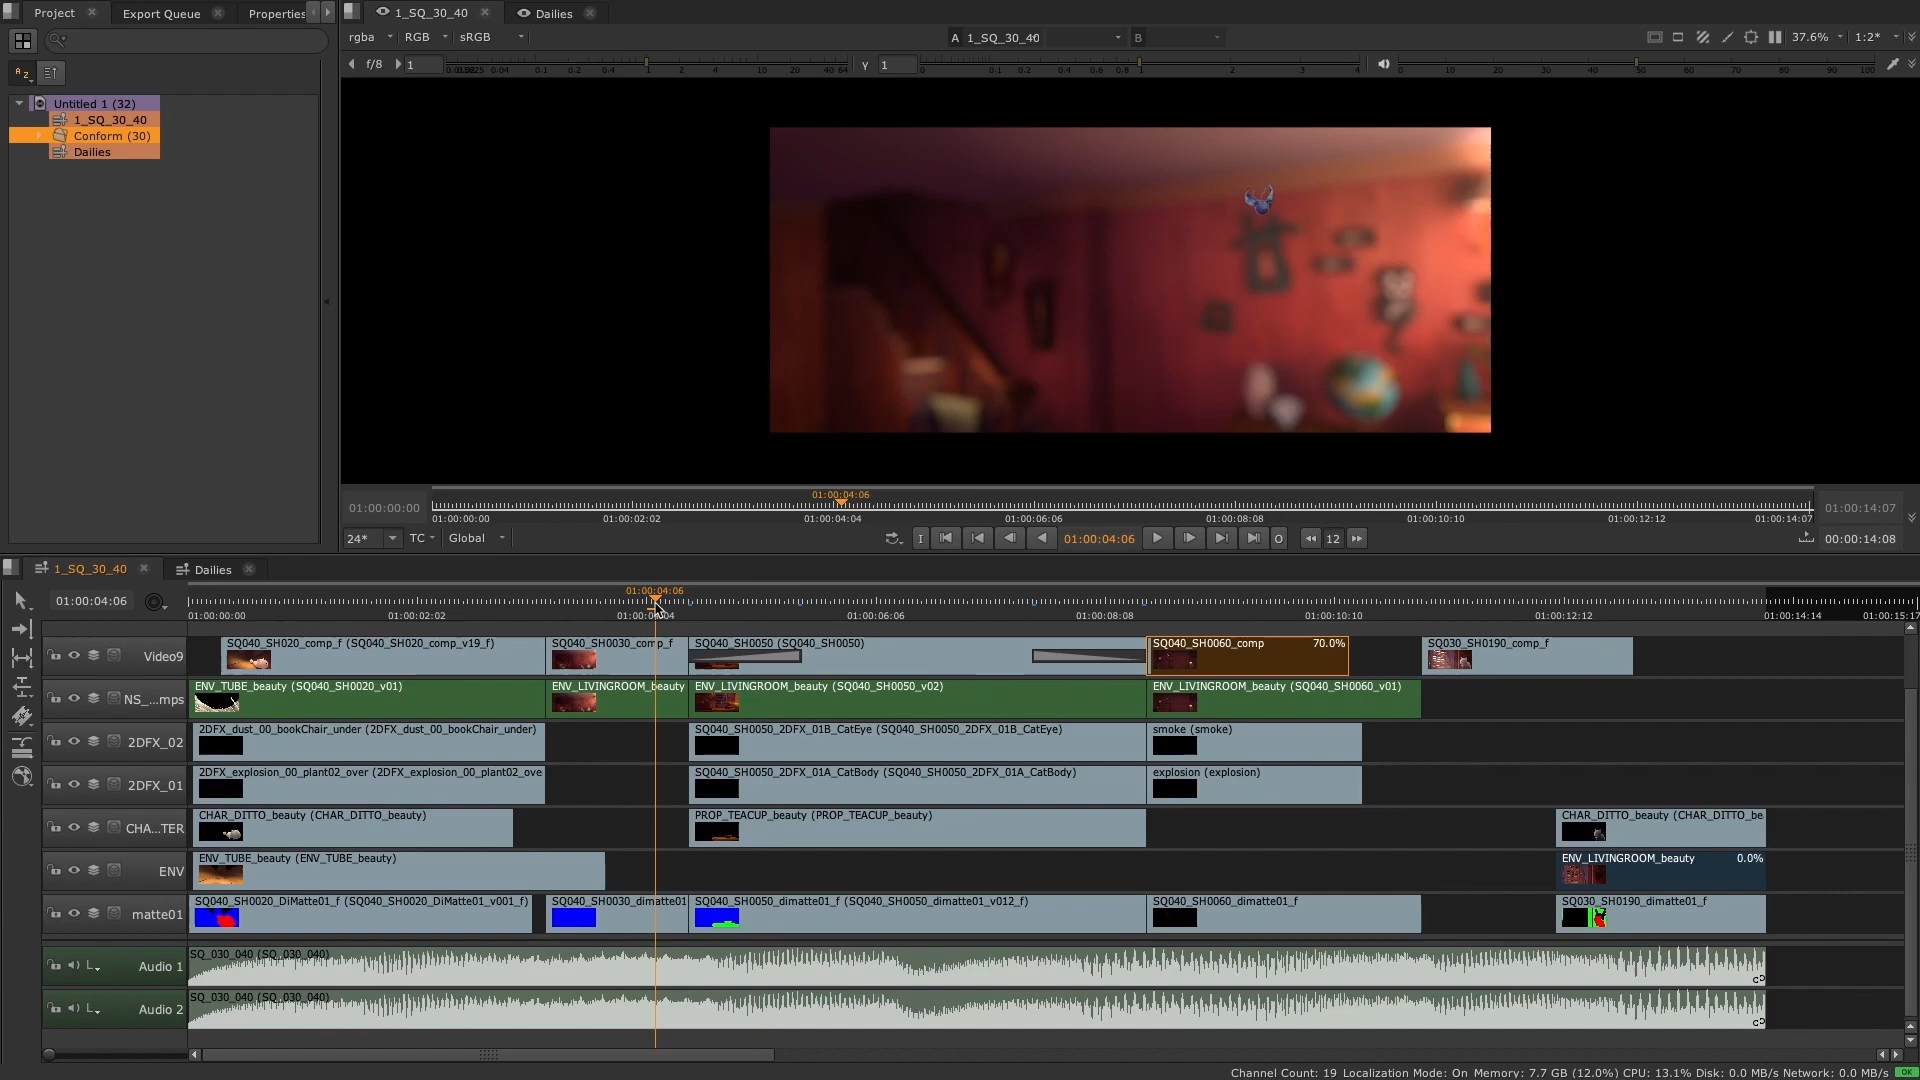 Project
Export Queue
Properties
1_SQ_30_40
Dailies
rgba
RGB
sRGB
A 1_SQ_30_40
B
37.6%
1:2*
f/8
1
0.04 0.1 0.2 0.4 1 2 4 10 20 40 64
γ
1
0 0.1 0.2 0.4 0.6 0.8 1 2 3 4
0 10 20 30 40 50 60 70 80 90 100
Untitled 1 (32)
1_SQ_30_40
Conform (30)
Dailies
01:00:04:06
01:00:00:00
01:00:14:07
01:00:00:00 01:00:02:02 01:00:04:04 01:00:06:06 01:00:08:08 01:00:10:10 01:00:12:12 01:00:14:07
24*
TC
Global
I
01:00:04:06
O
12
00:00:14:08
1_SQ_30_40
Dailies
01:00:04:06
01:00:04:06
01:00:00:00 01:00:02:02 01:00:06:06 01:00:08:08 01:00:10:10 01:00:12:12 01:00:14:14 01:00:15:17
Video9
SQ040_SH020_comp_f (SQ040_SH020_comp_v19_f)
SQ040_SH0030_comp_f
SQ040_SH0050 (SQ040_SH0050)
SQ040_SH0060_comp 70.0%
SQ030_SH0190_comp_f
NS_...mps
ENV_TUBE_beauty (SQ040_SH0020_v01)
ENV_LIVINGROOM_beauty
ENV_LIVINGROOM_beauty (SQ040_SH0050_v02)
ENV_LIVINGROOM_beauty (SQ040_SH0060_v01)
2DFX_02
2DFX_dust_00_bookChair_under (2DFX_dust_00_bookChair_under)
SQ040_SH0050_2DFX_01B_CatEye (SQ040_SH0050_2DFX_01B_CatEye)
smoke (smoke)
2DFX_01
2DFX_explosion_00_plant02_over (2DFX_explosion_00_plant02_ove
SQ040_SH0050_2DFX_01A_CatBody (SQ040_SH0050_2DFX_01A_CatBody)
explosion (explosion)
CHA...TER
CHAR_DITTO_beauty (CHAR_DITTO_beauty)
PROP_TEACUP_beauty (PROP_TEACUP_beauty)
CHAR_DITTO_beauty (CHAR_DITTO_be
ENV
ENV_TUBE_beauty (ENV_TUBE_beauty)
ENV_LIVINGROOM_beauty 0.0%
matte01
SQ040_SH0020_DiMatte01_f (SQ040_SH0020_DiMatte01_v001_f)
SQ040_SH0030_dimatte01
SQ040_SH0050_dimatte01_f (SQ040_SH0050_dimatte01_v012_f)
SQ040_SH0060_dimatte01_f
SQ030_SH0190_dimatte01_f
Audio 1
SQ_030_040 (SQ_030_040)
Audio 2
SQ_030_040 (SQ_030_040)
Channel Count: 19 Localization Mode: On Memory: 7.7 GB (12.0%) CPU: 13.1% Disk: 0.0 MB/s Network: 0.0 MB/s OK